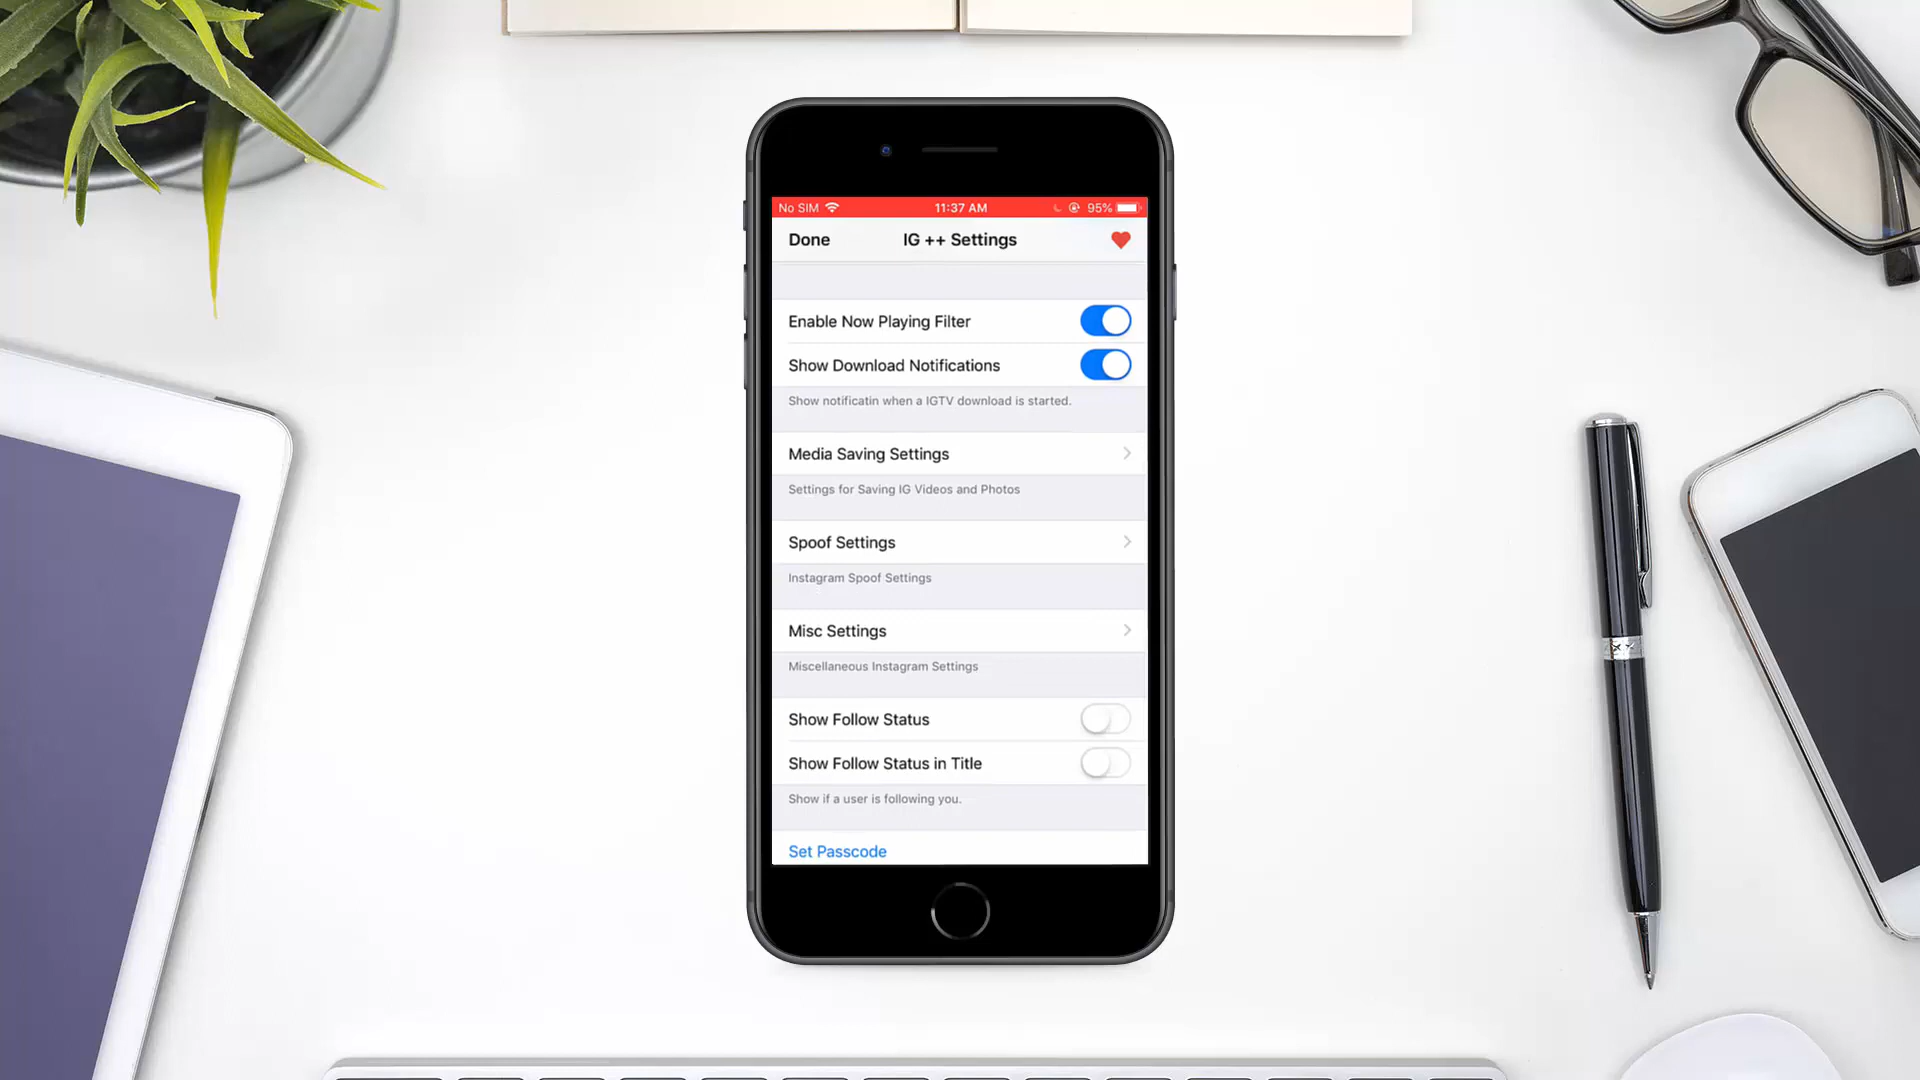 No SIM 11:37 AM 95%
Done IG ++ Settings
Enable Now Playing Filter
Show Download Notifications
Show notificatin when a IGTV download is started.
Media Saving Settings
Settings for Saving IG Videos and Photos
Spoof Settings
Instagram Spoof Settings
Misc Settings
Miscellaneous Instagram Settings
Show Follow Status
Show Follow Status in Title
Show if a user is following you.
Set Passcode